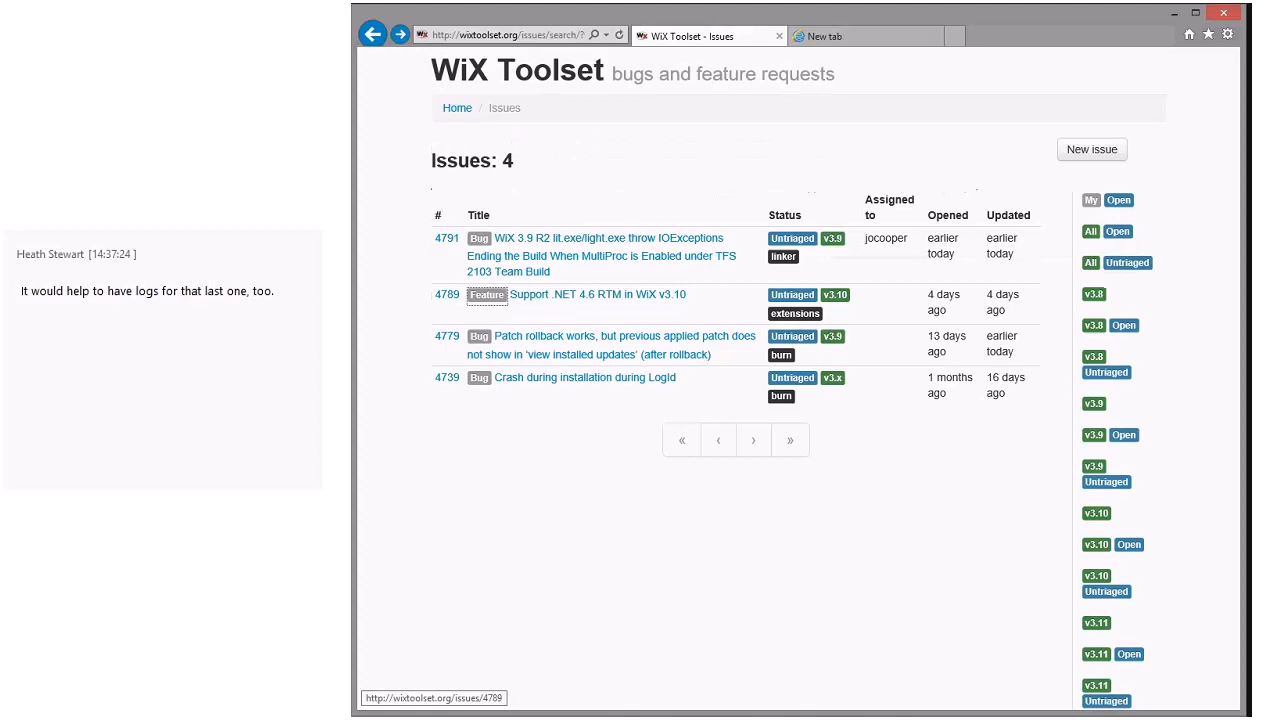 http://wixtoolset.org/issues/search/?
WiX Toolset - Issues
New tab
WiX Toolset bugs and feature requests
Home / Issues
Issues: 4
New issue
# Title Status Assigned to Opened Updated
4791 Bug WiX 3.9 R2 lit.exe/light.exe throw IOExceptions Untriaged v3.9 jocooper earlier earlier
Ending the Build When MultiProc is Enabled under TFS linker today today
2103 Team Build
4789 Feature Support .NET 4.6 RTM in WiX v3.10 Untriaged v3.10 4 days 4 days
extensions ago ago
4779 Bug Patch rollback works, but previous applied patch does Untriaged v3.9 13 days earlier
not show in 'view installed updates' (after rollback) burn ago today
4739 Bug Crash during installation during LogId Untriaged v3.x 1 months 16 days
burn ago ago
« ‹ › »
My Open
All Open
All Untriaged
v3.8
v3.8 Open
v3.8
Untriaged
v3.9
v3.9 Open
v3.9
Untriaged
v3.10
v3.10 Open
v3.10
Untriaged
v3.11
v3.11 Open
v3.11
Untriaged
http://wixtoolset.org/issues/4789
Heath Stewart [14:37:24 ]
It would help to have logs for that last one, too.